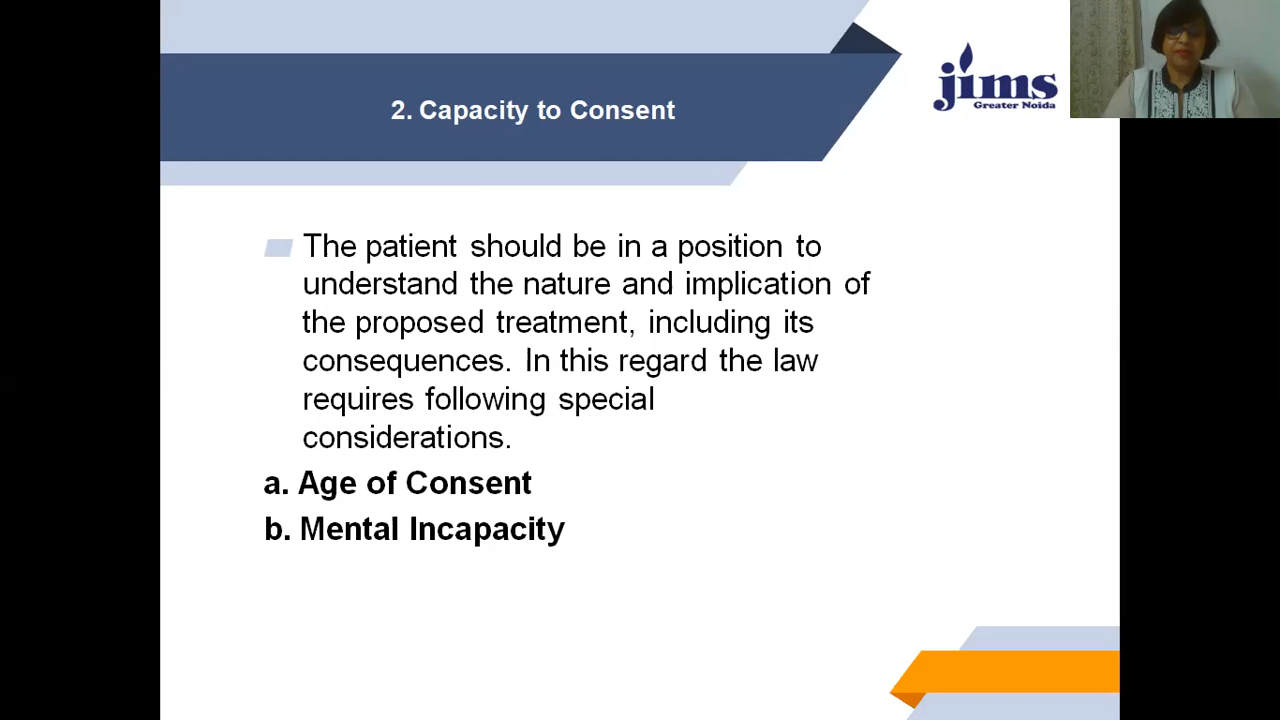 2. Capacity to Consent
jims
Greater Noida
The patient should be in a position to
understand the nature and implication of
the proposed treatment, including its
consequences. In this regard the law
requires following special
considerations.
a. Age of Consent
b. Mental Incapacity